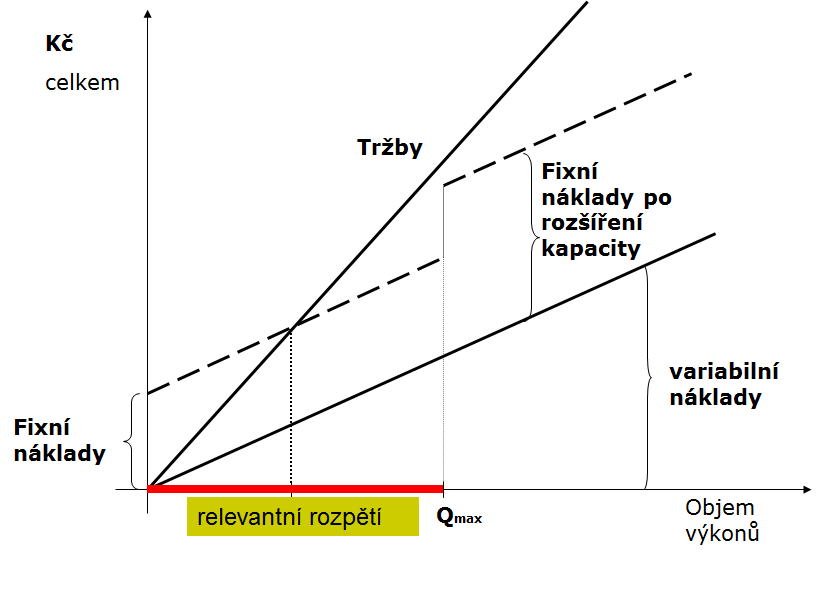 Kč
celkem
Tržby
Fixní
náklady po
rozšíření
kapacity
variabilní
náklady
Fixní
náklady
relevantní rozpětí
Qmax
Objem
výkonů